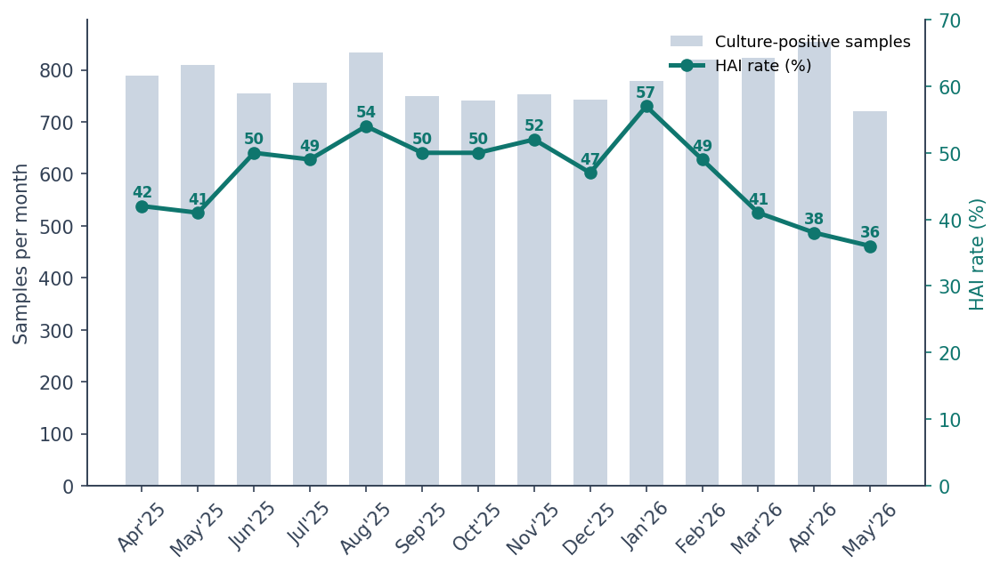 Culture-positive samples
HAI rate (%)
Samples per month
800
700
600
500
400
300
200
100
0
70
60
50
40
30
20
10
0
HAI rate (%)
42
41
50
49
54
50
50
52
47
57
49
41
38
36
Apr'25
May'25
Jun'25
Jul'25
Aug'25
Sep'25
Oct'25
Nov'25
Dec'25
Jan'26
Feb'26
Mar'26
Apr'26
May'26